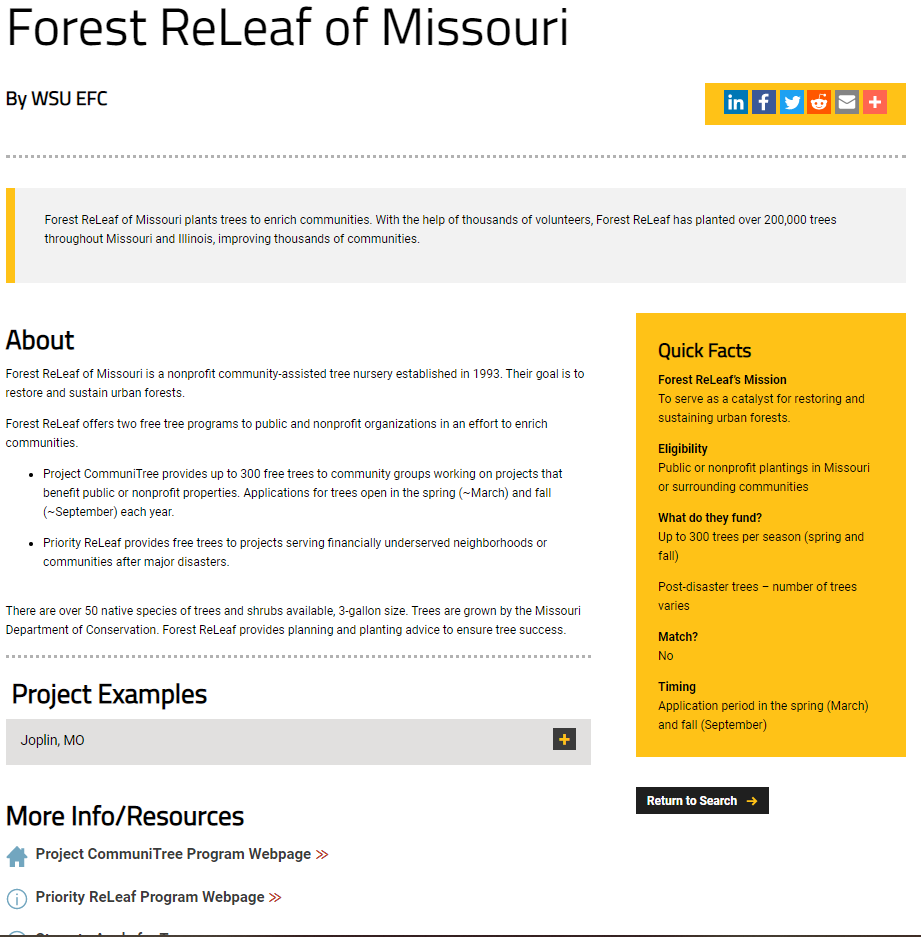 Forest ReLeaf of Missouri
By WSU EFC
Forest ReLeaf of Missouri plants trees to enrich communities. With the help of thousands of volunteers, Forest ReLeaf has planted over 200,000 trees
throughout Missouri and Illinois, improving thousands of communities.
About
Forest ReLeaf of Missouri is a nonprofit community-assisted tree nursery established in 1993. Their goal is to
restore and sustain urban forests.
Forest ReLeaf offers two free tree programs to public and nonprofit organizations in an effort to enrich
communities.
• Project CommuniTree provides up to 300 free trees to community groups working on projects that
benefit public or nonprofit properties. Applications for trees open in the spring (~March) and fall
(~September) each year.
• Priority ReLeaf provides free trees to projects serving financially underserved neighborhoods or
communities after major disasters.
There are over 50 native species of trees and shrubs available, 3-gallon size. Trees are grown by the Missouri
Department of Conservation. Forest ReLeaf provides planning and planting advice to ensure tree success.
Project Examples
Joplin, MO
More Info/Resources
Project CommuniTree Program Webpage >>
Priority ReLeaf Program Webpage >>
Quick Facts
Forest ReLeaf's Mission
To serve as a catalyst for restoring and
sustaining urban forests.
Eligibility
Public or nonprofit plantings in Missouri
or surrounding communities
What do they fund?
Up to 300 trees per season (spring and
fall)
Post-disaster trees – number of trees
varies
Match?
No
Timing
Application period in the spring (March)
and fall (September)
Return to Search →